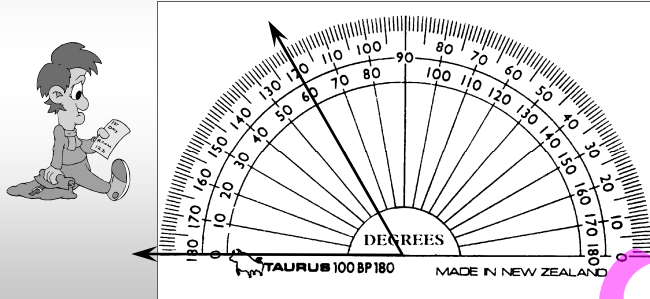 180 170 160 150 140 130 120 110 100 90 80 70 60 50 40 30 20 10 0
0 10 20 30 40 50 60 70 80 100 110 120 130 140 150 160 170 180
DEGREES
TAURUS 100 BP 180
MADE IN NEW ZEALAND